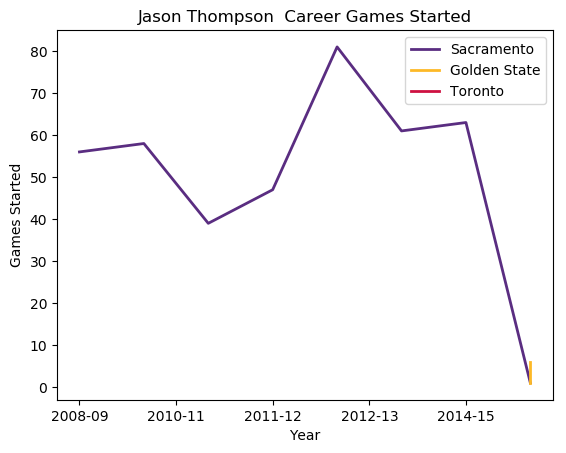 Jason Thompson  Career Games Started
Sacramento
Golden State
Toronto
Games Started
80
70
60
50
40
30
20
10
0
2008-09 2010-11 2011-12 2012-13 2014-15
Year